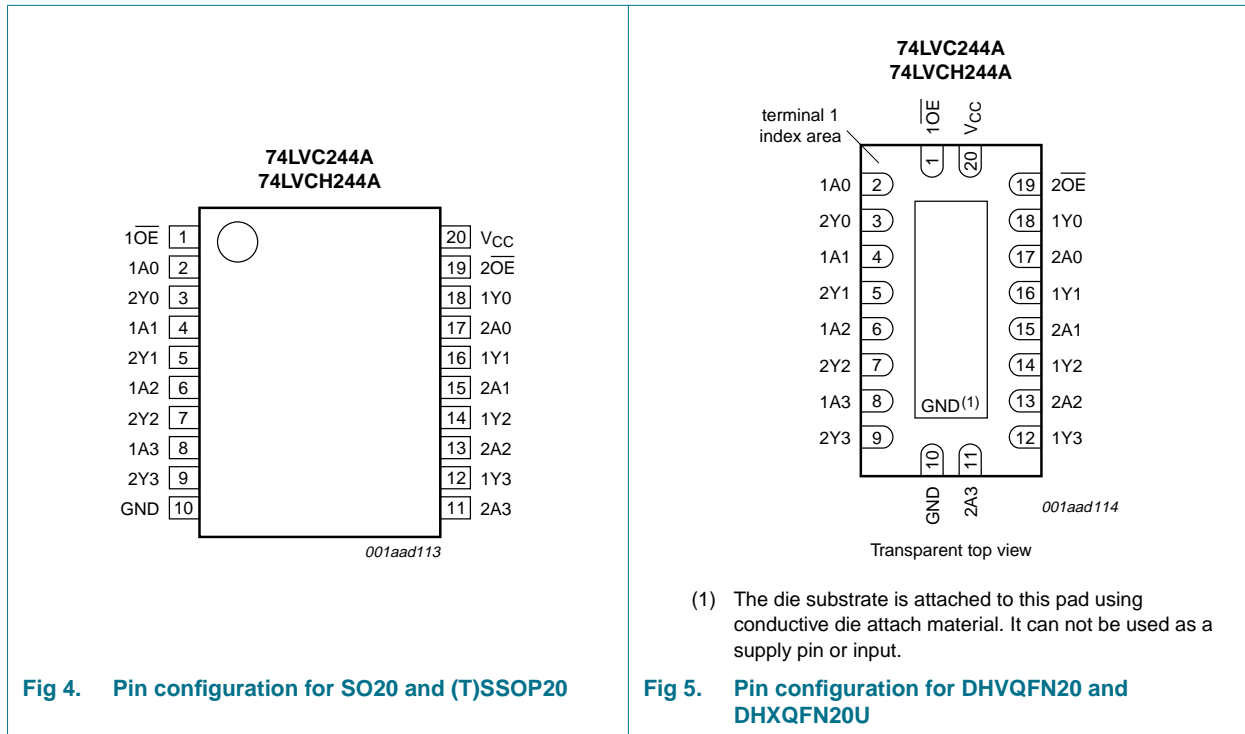 74LVC244A
74LVCH244A
1O̅E̅ 1
1A0 2
2Y0 3
1A1 4
2Y1 5
1A2 6
2Y2 7
1A3 8
2Y3 9
GND 10
20 VCC
19 2O̅E̅
18 1Y0
17 2A0
16 1Y1
15 2A1
14 1Y2
13 2A2
12 1Y3
11 2A3
001aad113
Fig 4. Pin configuration for SO20 and (T)SSOP20
74LVC244A
74LVCH244A
terminal 1
index area
1̅O̅E̅
VCC
1
20
1A0 2
2Y0 3
1A1 4
2Y1 5
1A2 6
2Y2 7
1A3 8
2Y3 9
19 2O̅E̅
18 1Y0
17 2A0
16 1Y1
15 2A1
14 1Y2
13 2A2
12 1Y3
GND(1)
10
11
GND
2A3
001aad114
Transparent top view
(1) The die substrate is attached to this pad using
conductive die attach material. It can not be used as a
supply pin or input.
Fig 5. Pin configuration for DHVQFN20 and
DHXQFN20U